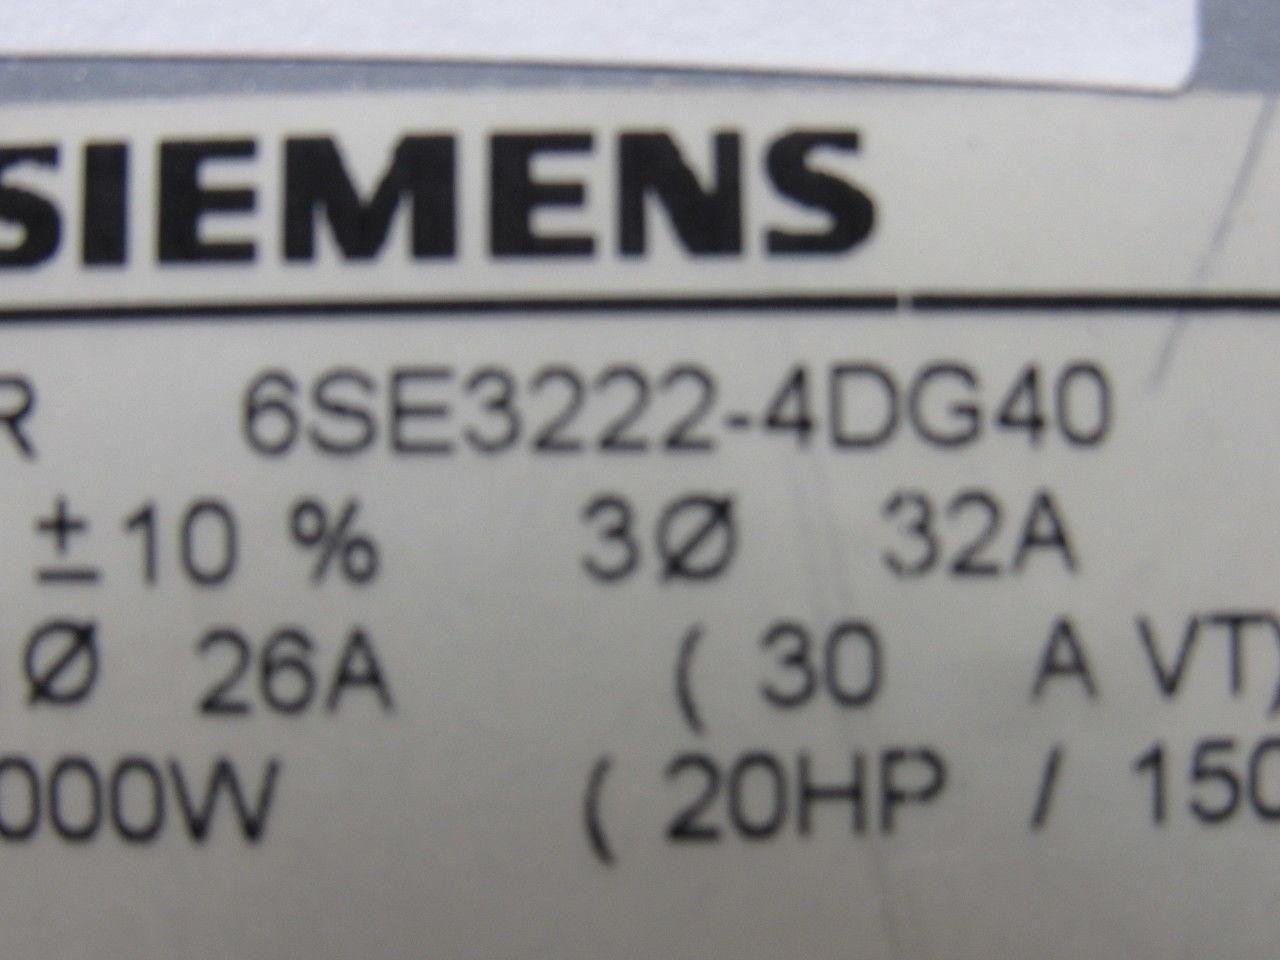 SIEMENS
R 6SE3222-4DG40
±10 % 3Ø 32A
Ø 26A ( 30 A VT)
000W ( 20HP / 150